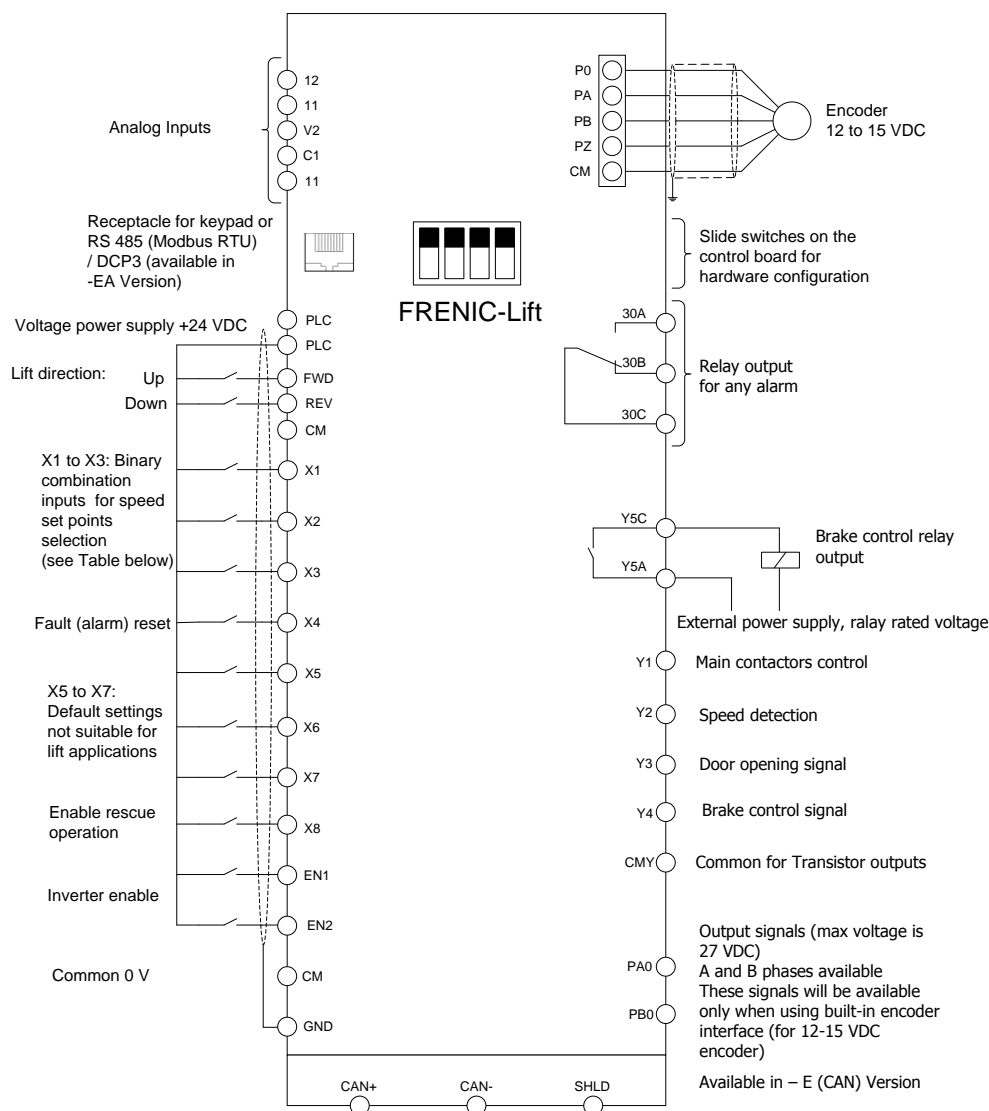 12
11
V2
C1
11
Analog Inputs
Receptacle for keypad or
RS 485 (Modbus RTU)
/ DCP3 (available in
-EA Version)
FRENIC-Lift
P0
PA
PB
PZ
CM
Encoder
12 to 15 VDC
Slide switches on the
control board for
hardware configuration
Voltage power supply +24 VDC
PLC
PLC
Lift direction:
Up
FWD
Down
REV
CM
X1 to X3: Binary
combination
inputs for speed
set points
selection
(see Table below)
X1
X2
X3
Fault (alarm) reset
X4
X5
X5 to X7:
Default settings
not suitable for
lift applications
X6
X7
Enable rescue
operation
X8
EN1
Inverter enable
EN2
Common 0 V
CM
GND
30A
30B
30C
Relay output
for any alarm
Y5C
Y5A
Brake control relay
output
External power supply, ralay rated voltage
Y1
Main contactors control
Y2
Speed detection
Y3
Door opening signal
Y4
Brake control signal
CMY
Common for Transistor outputs
PA0
PB0
Output signals (max voltage is
27 VDC)
A and B phases available
These signals will be available
only when using built-in encoder
interface (for 12-15 VDC
encoder)
CAN+
CAN-
SHLD
Available in – E (CAN) Version